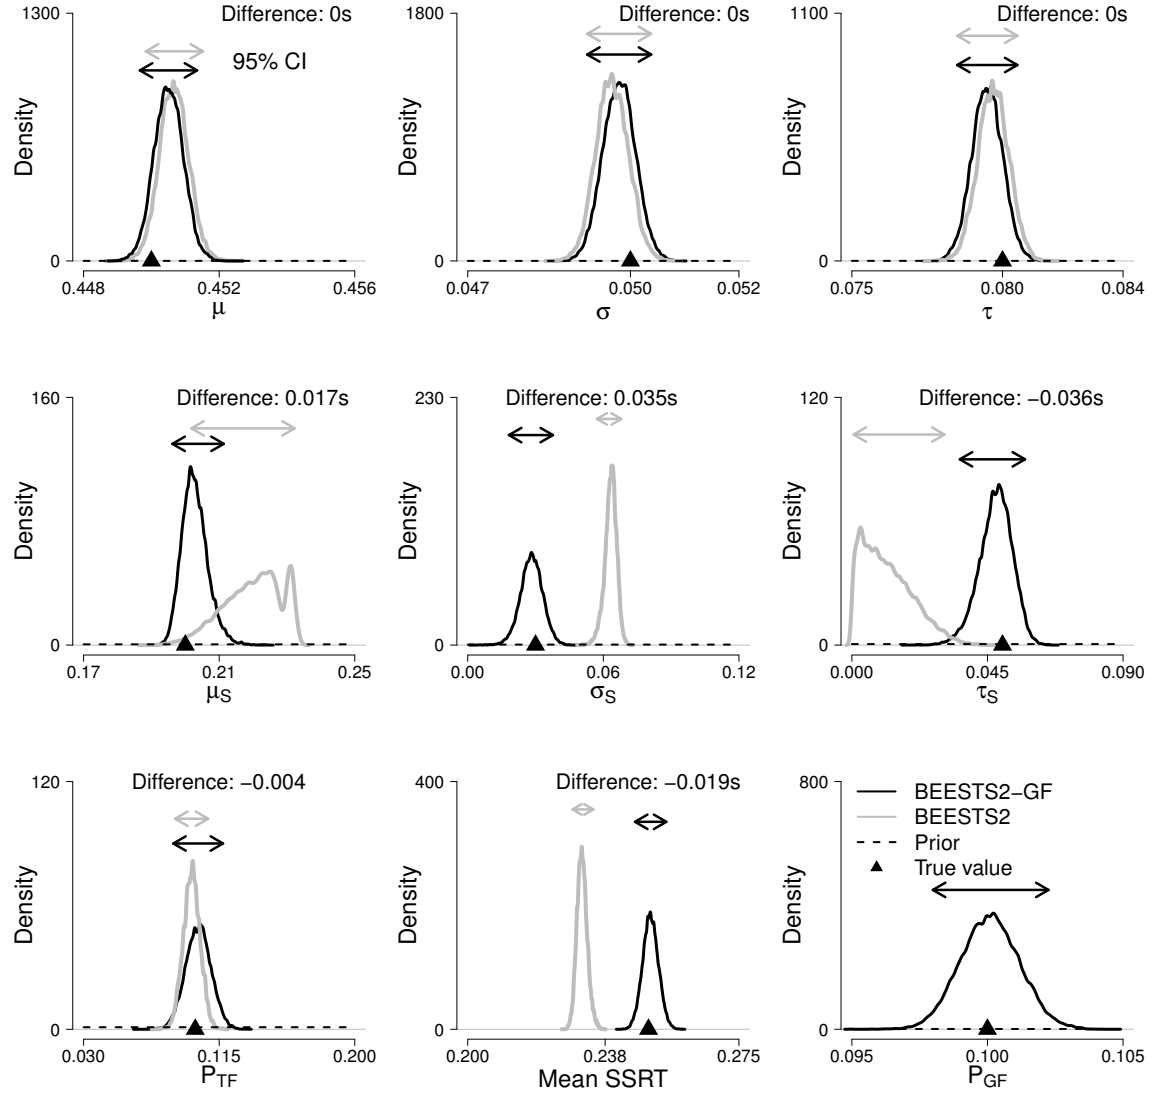 Difference: 0s
1300
95% CI
Density
0
0.448 0.452 0.456
μ
Difference: 0s
1800
Density
0
0.047 0.050 0.052
σ
Difference: 0s
1100
Density
0
0.075 0.080 0.084
τ
Difference: 0.017s
160
Density
0
0.17 0.21 0.25
μS
Difference: 0.035s
230
Density
0
0.00 0.06 0.12
σS
Difference: −0.036s
120
Density
0
0.000 0.045 0.090
τS
Difference: −0.004
120
Density
0
0.030 0.115 0.200
PTF
Difference: −0.019s
400
Density
0
0.200 0.238 0.275
Mean SSRT
800
BEESTS2−GF
BEESTS2
Prior
True value
Density
0
0.095 0.100 0.105
PGF